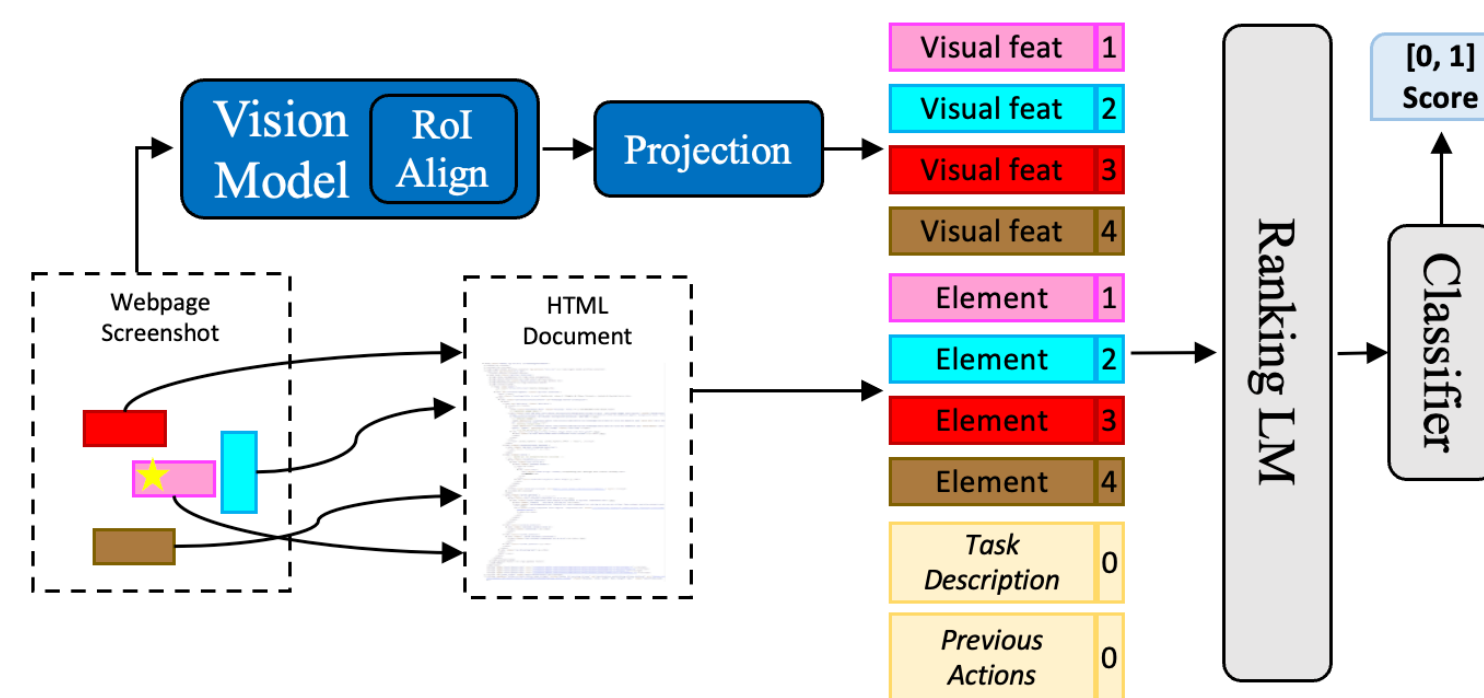 Vision
Model
RoI
Align
Projection
Webpage
Screenshot
HTML
Document
Visual feat 1
Visual feat 2
Visual feat 3
Visual feat 4
Element 1
Element 2
Element 3
Element 4
Task
Description
0
Previous
Actions
0
Ranking LM
Classifier
[0, 1]
Score